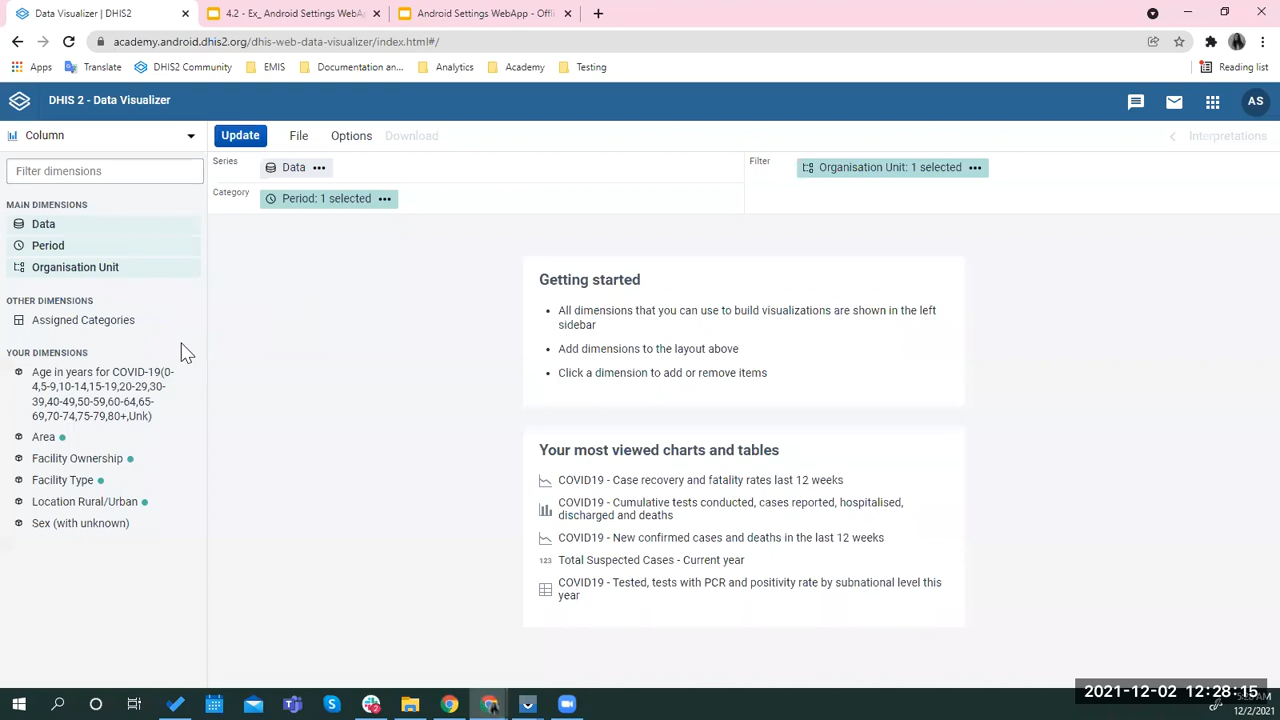 Data Visualizer | DHIS2
4.2 - Ex_ Android Settings WebA
Android Settings WebApp - Offli
academy.android.dhis2.org/dhis-web-data-visualizer/index.html#/
Apps
Translate
DHIS2 Community
EMIS
Documentation an...
Analytics
Academy
Testing
Reading list
DHIS 2 - Data Visualizer
AS
Column
Update
File
Options
Download
Interpretations
Filter dimensions
Series
Data
Filter
Organisation Unit: 1 selected
Category
Period: 1 selected
MAIN DIMENSIONS
Data
Period
Organisation Unit
OTHER DIMENSIONS
Assigned Categories
YOUR DIMENSIONS
Age in years for COVID-19(0-
4,5-9,10-14,15-19,20-29,30-
39,40-49,50-59,60-64,65-
69,70-74,75-79,80+,Unk)
Area
Facility Ownership
Facility Type
Location Rural/Urban
Sex (with unknown)
Getting started
All dimensions that you can use to build visualizations are shown in the left
sidebar
Add dimensions to the layout above
Click a dimension to add or remove items
Your most viewed charts and tables
COVID19 - Case recovery and fatality rates last 12 weeks
COVID19 - Cumulative tests conducted, cases reported, hospitalised,
discharged and deaths
COVID19 - New confirmed cases and deaths in the last 12 weeks
123 Total Suspected Cases - Current year
COVID19 - Tested, tests with PCR and positivity rate by subnational level this
year
2021-12-02 12:28:15
12/2/2021